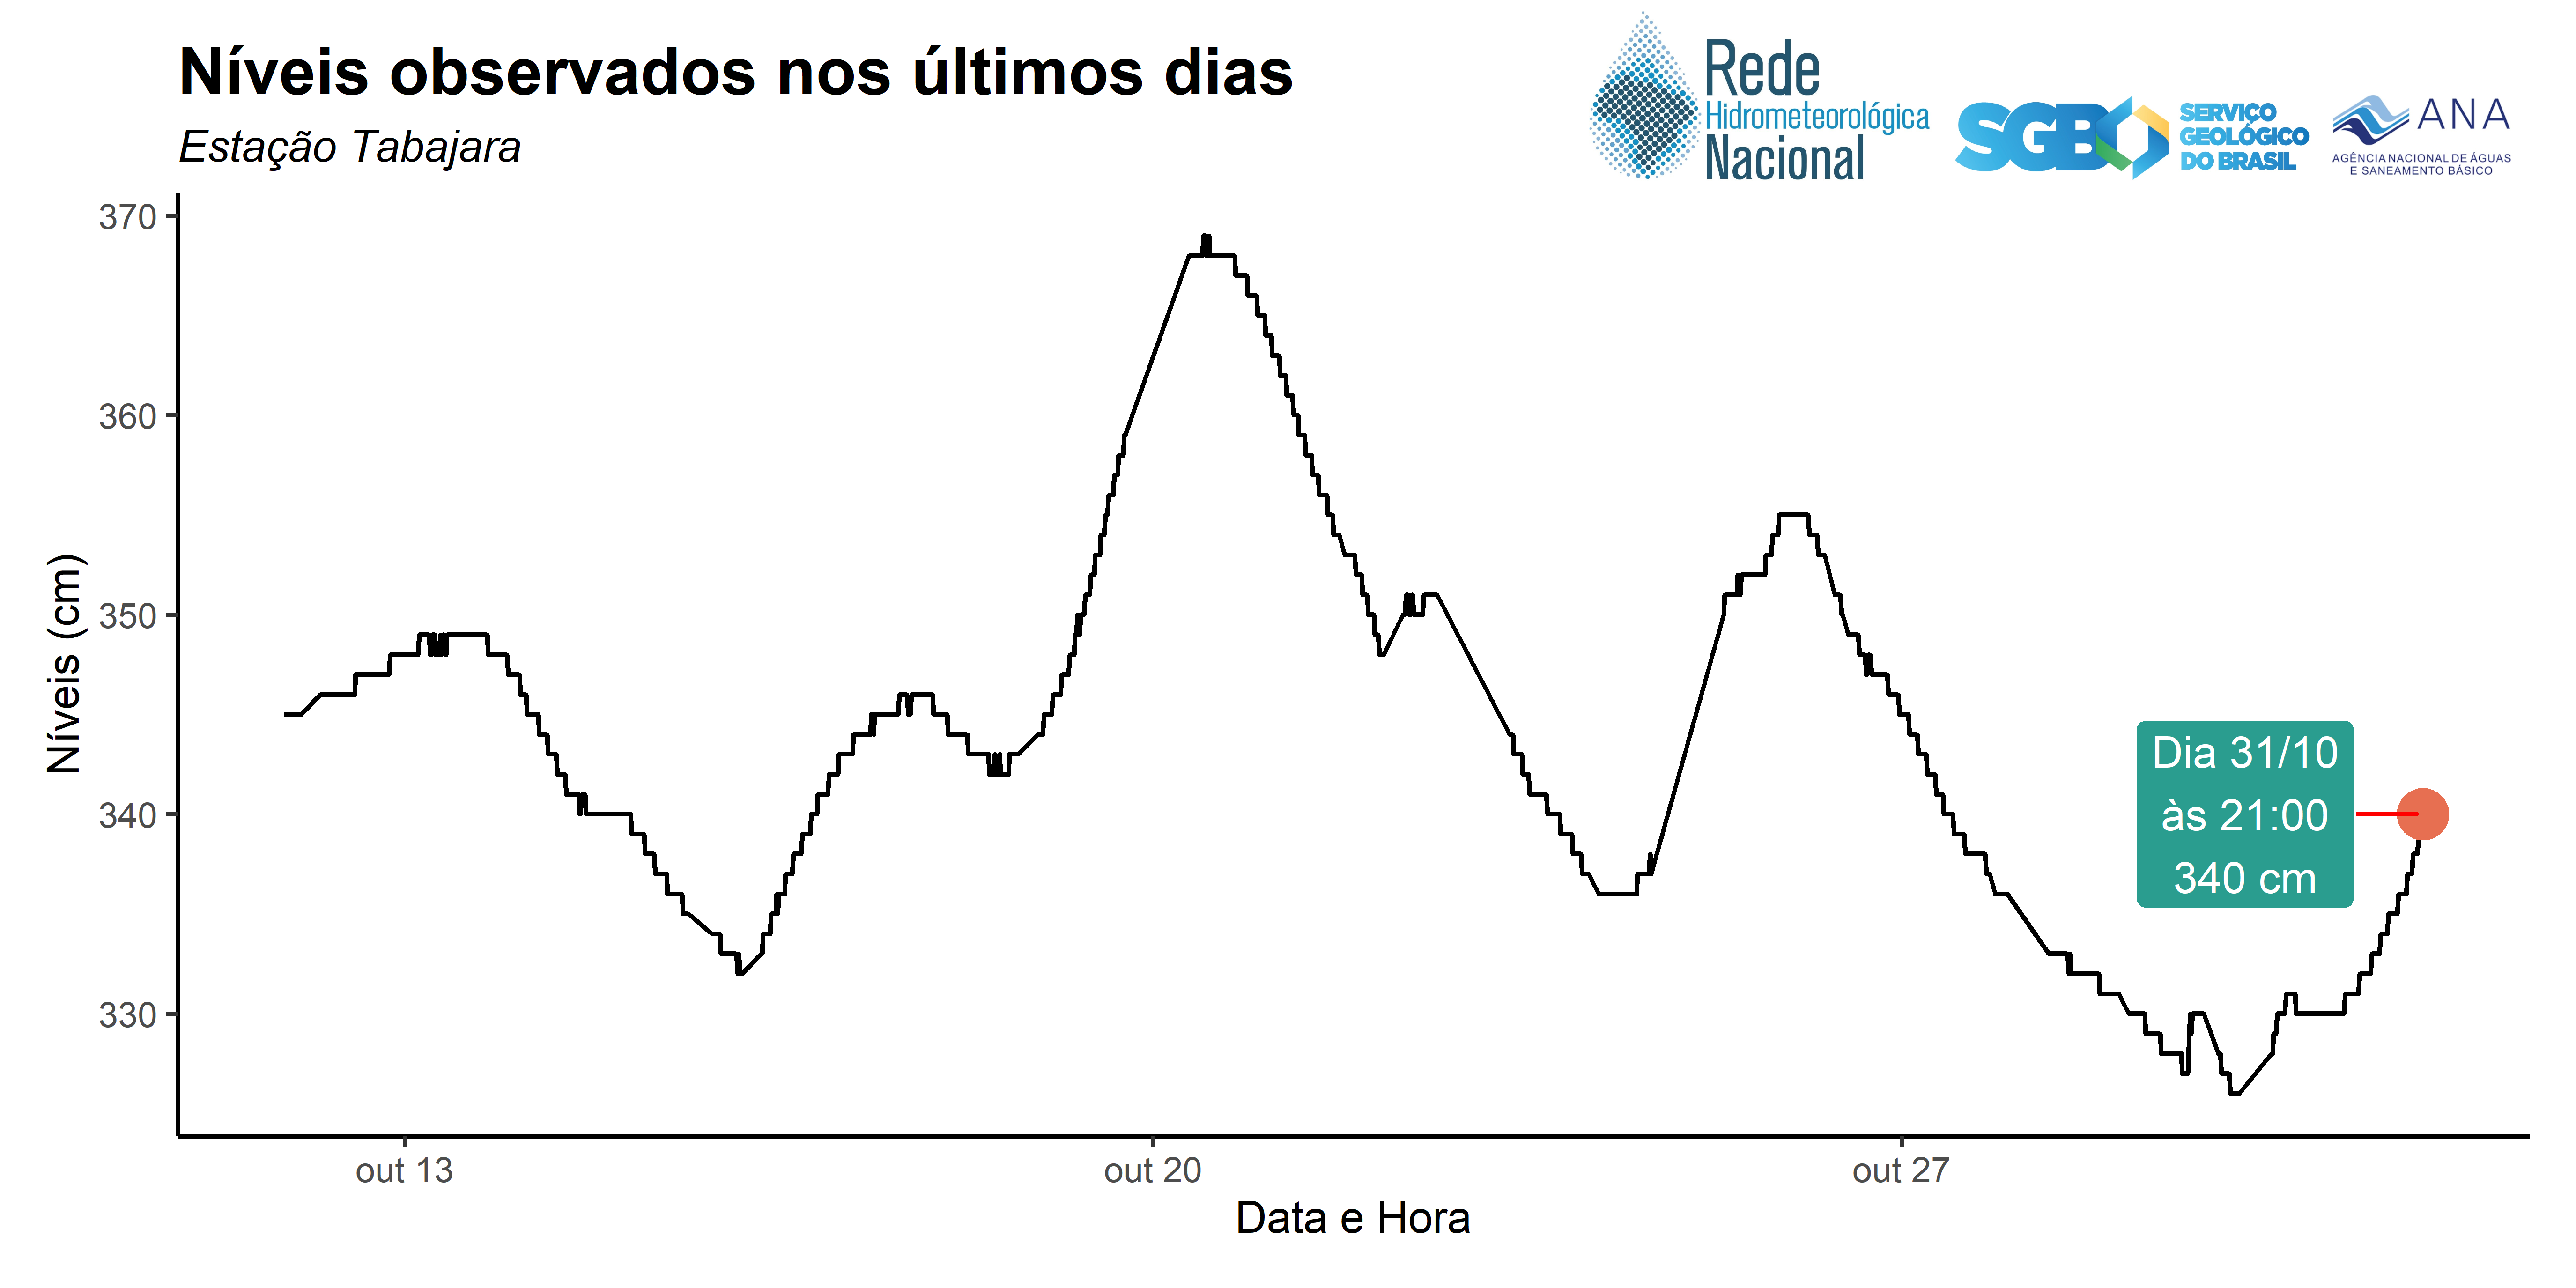 Níveis observados nos últimos dias
Estação Tabajara
Rede
Hidrometeorológica
Nacional
SGB
SERVIÇO
GEOLÓGICO
DO BRASIL
ANA
AGÊNCIA NACIONAL DE ÁGUAS
E SANEAMENTO BÁSICO
Níveis (cm)
370
360
350
340
330
Dia 31/10
às 21:00
340 cm
out 13
out 20
out 27
Data e Hora